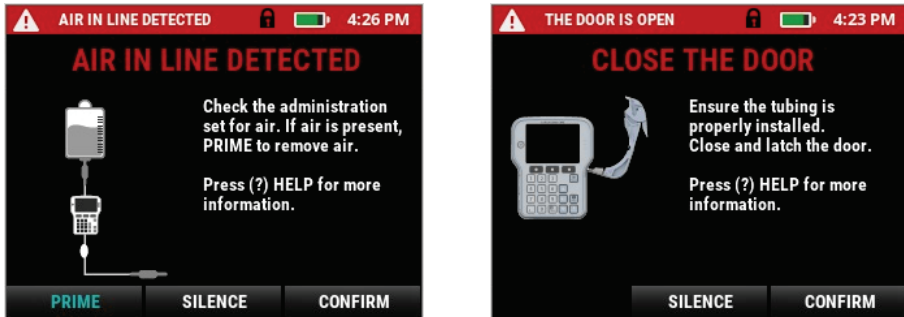 AIR IN LINE DETECTED 4:26 PM
AIR IN LINE DETECTED
Check the administration
set for air. If air is present,
PRIME to remove air.
Press (?) HELP for more
information.
PRIME SILENCE CONFIRM
THE DOOR IS OPEN 4:23 PM
CLOSE THE DOOR
Ensure the tubing is
properly installed.
Close and latch the door.
Press (?) HELP for more
information.
SILENCE CONFIRM